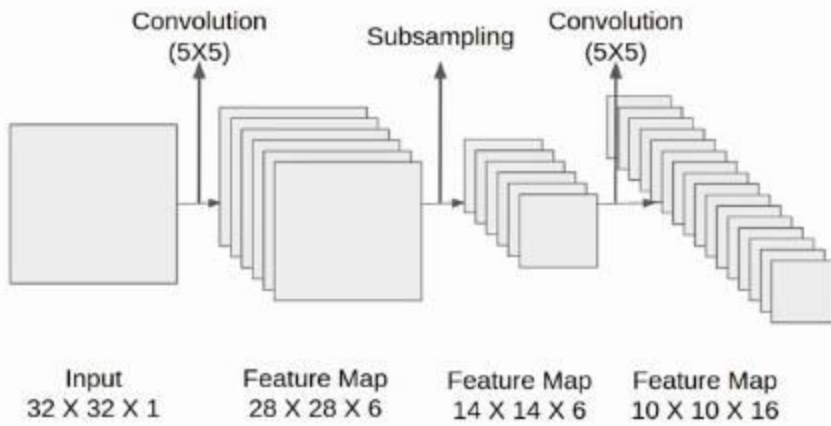 Convolution
(5X5)
Subsampling
Convolution
(5X5)
Input
32 X 32 X 1
Feature Map
28 X 28 X 6
Feature Map
14 X 14 X 6
Feature Map
10 X 10 X 16